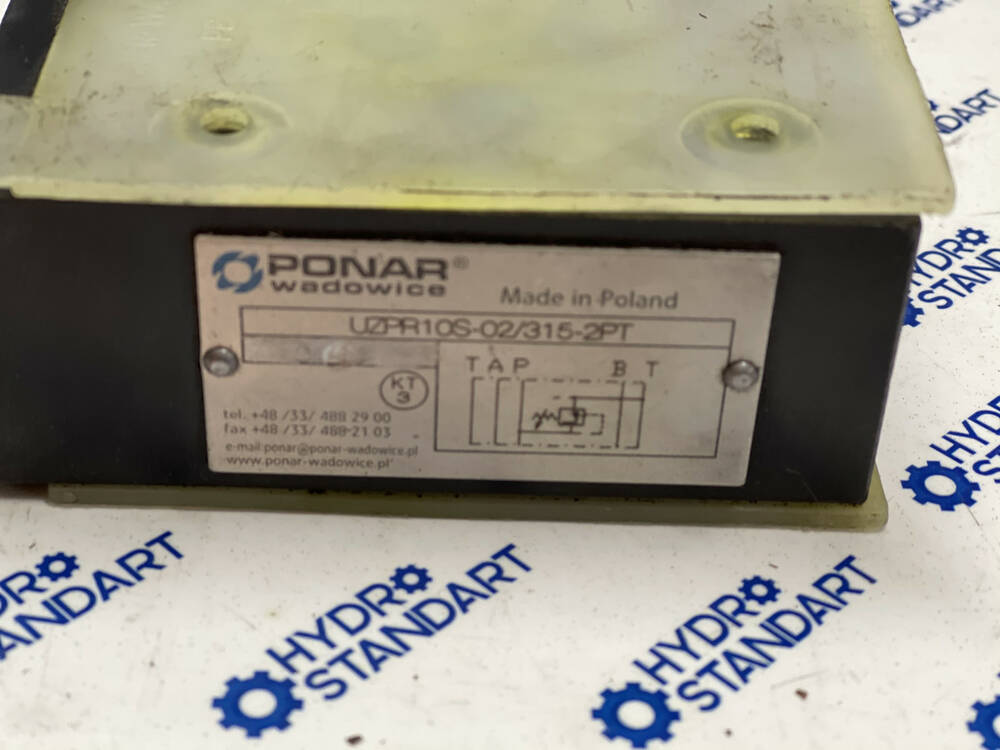 PONAR®
wadowice
Made in Poland
UZPR10S-02/315-2PT
T A P B T
KT
3
tel. +48 /33/ 488 29 00
fax +48 /33/ 488 21 03
e-mail:ponar@ponar-wadowice.pl
www.ponar-wadowice.pl
HYDRO
STANDART
HYDRO
STANDART
HYDRO
STANDART
DRO
STANDART
DART